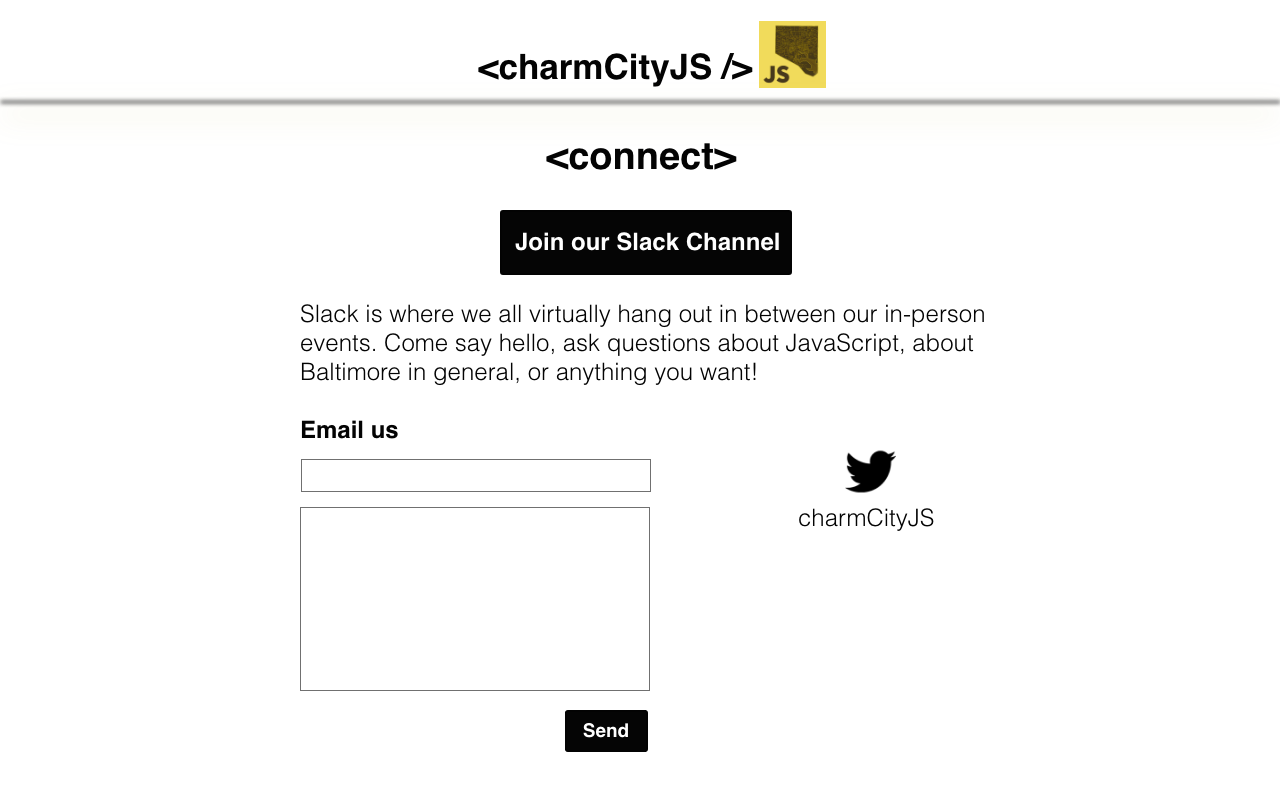 <charmCityJS />
JS
<connect>
Join our Slack Channel
Slack is where we all virtually hang out in between our in-person
events. Come say hello, ask questions about JavaScript, about
Baltimore in general, or anything you want!
Email us
charmCityJS
Send